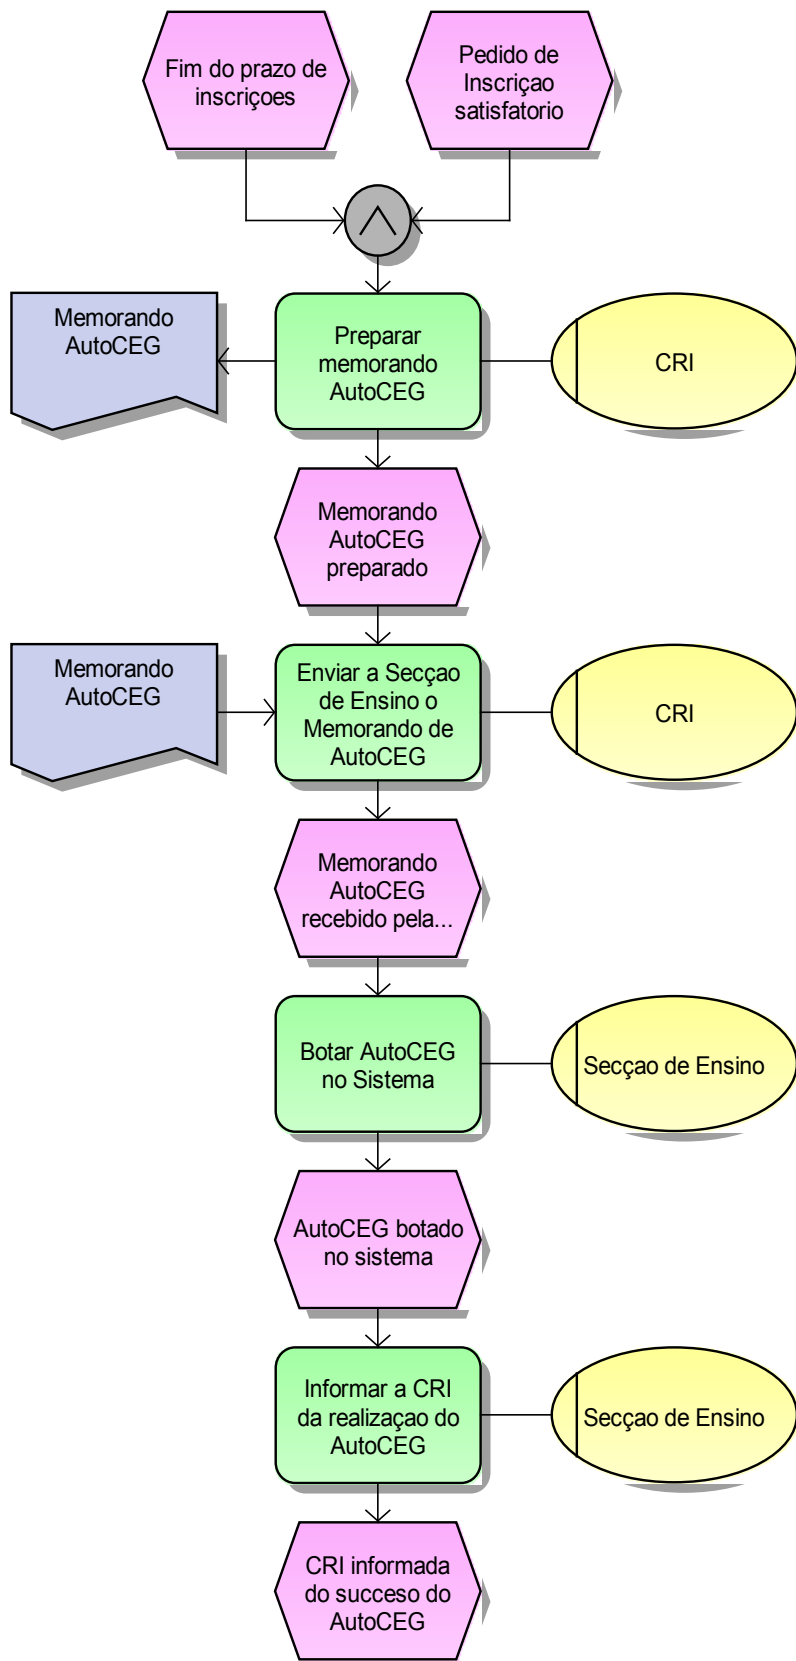 Fim do prazo de
inscriçoes
Pedido de
Inscriçao
satisfatorio
Memorando
AutoCEG
Preparar
memorando
AutoCEG
CRI
Memorando
AutoCEG
preparado
Memorando
AutoCEG
Enviar a Secçao
de Ensino o
Memorando de
AutoCEG
CRI
Memorando
AutoCEG
recebido pela...
Botar AutoCEG
no Sistema
Secçao de Ensino
AutoCEG botado
no sistema
Informar a CRI
da realizaçao do
AutoCEG
Secçao de Ensino
CRI informada
do succeso do
AutoCEG